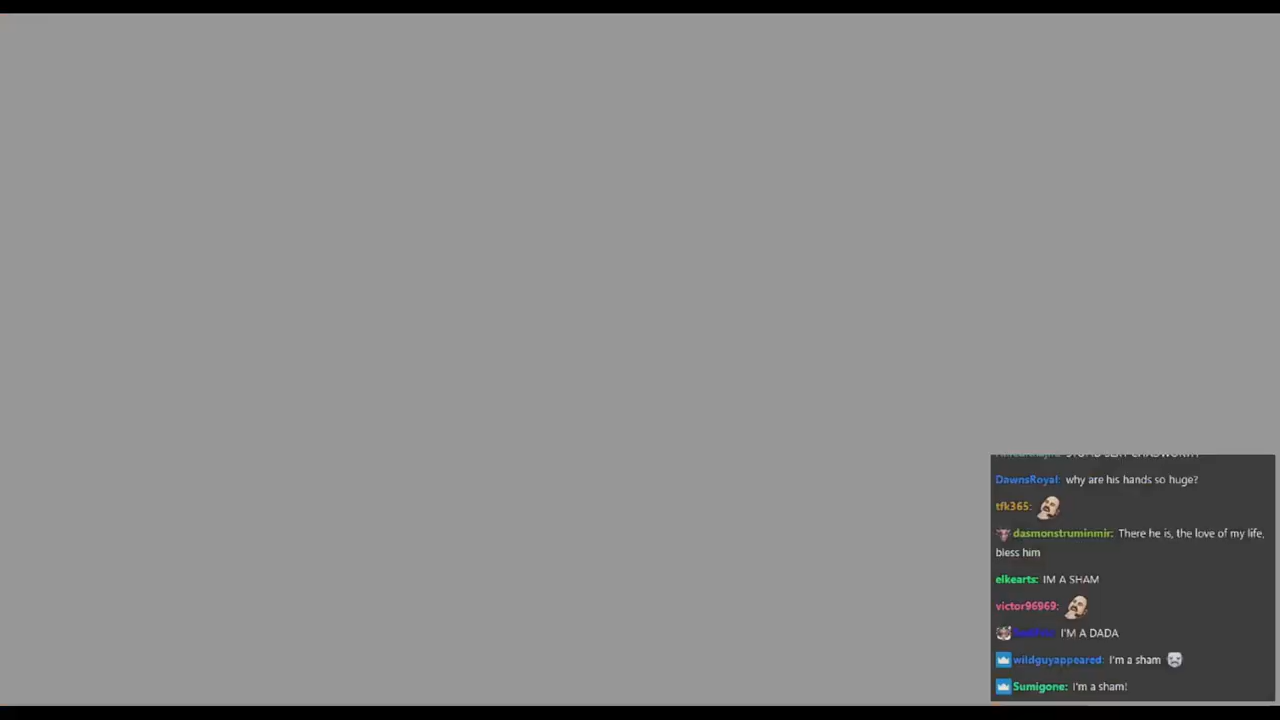 DawnsRoyal: why are his hands so huge?
tfk365:
dasmonstruminmir: There he is, the love of my life,
bless him
elkearts: IM A SHAM
victor96969:
I'M A DADA
wildguyappeared: I'm a sham
Sumigone: I'm a sham!